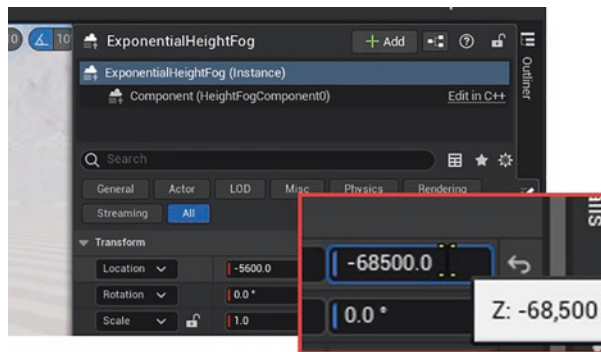 0 10
ExponentialHeightFog + Add
ExponentialHeightFog (Instance)
Component (HeightFogComponent0) Edit in C++
Outliner
Search
General Actor LOD Misc Physics Rendering
Streaming All
Transform
Location -5600.0 -68500.0
Z: -68,500
Rotation 0.0 ° 0.0 °
Scale 1.0